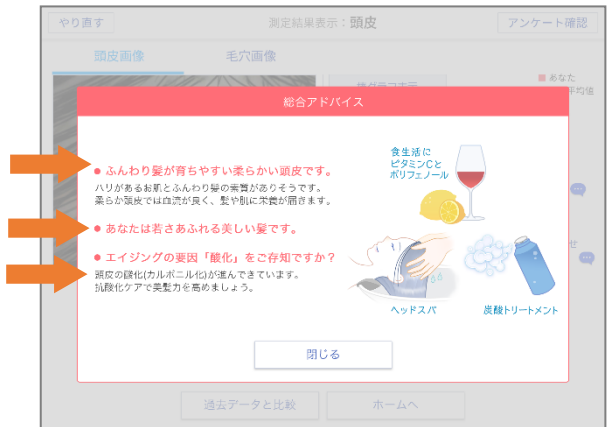 やり直す
測定結果表示：頭皮
アンケート確認
頭皮画像
毛穴画像
あなた
平均値
総合アドバイス
● ふんわり髪が育ちやすい柔らかい頭皮です。
ハリがあるお肌とふんわり髪の素質がありそうです。
柔らか頭皮では血流が良く、髪や肌に栄養が届きます。
● あなたは若さあふれる美しい髪です。
● エイジングの要因「酸化」をご存知ですか？
頭皮の酸化(カルボニル化)が進んできています。
抗酸化ケアで美髪力を高めましょう。
食生活に
ビタミンCと
ポリフェノール
ヘッドスパ
炭酸トリートメント
せ
閉じる
過去データと比較
ホームへ